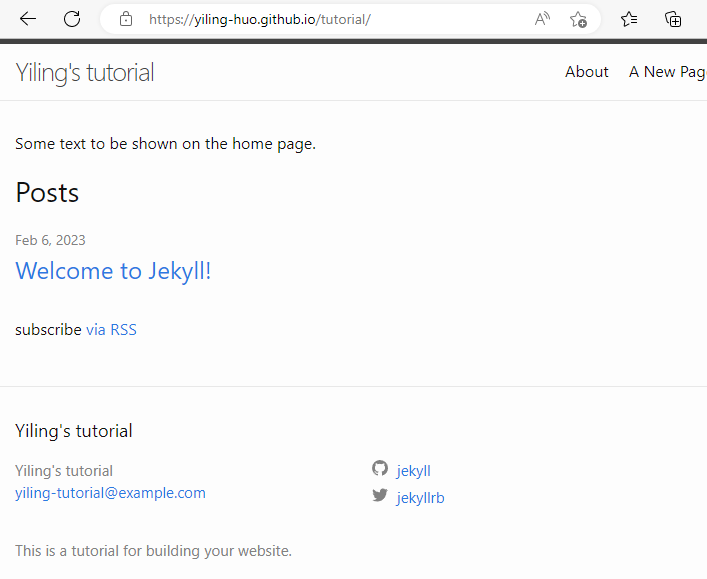 https://yiling-huo.github.io/tutorial/
Yiling's tutorial
About A New Pag
Some text to be shown on the home page.
Posts
Feb 6, 2023
Welcome to Jekyll!
subscribe via RSS
Yiling's tutorial
Yiling's tutorial
yiling-tutorial@example.com
jekyll
jekyllrb
This is a tutorial for building your website.